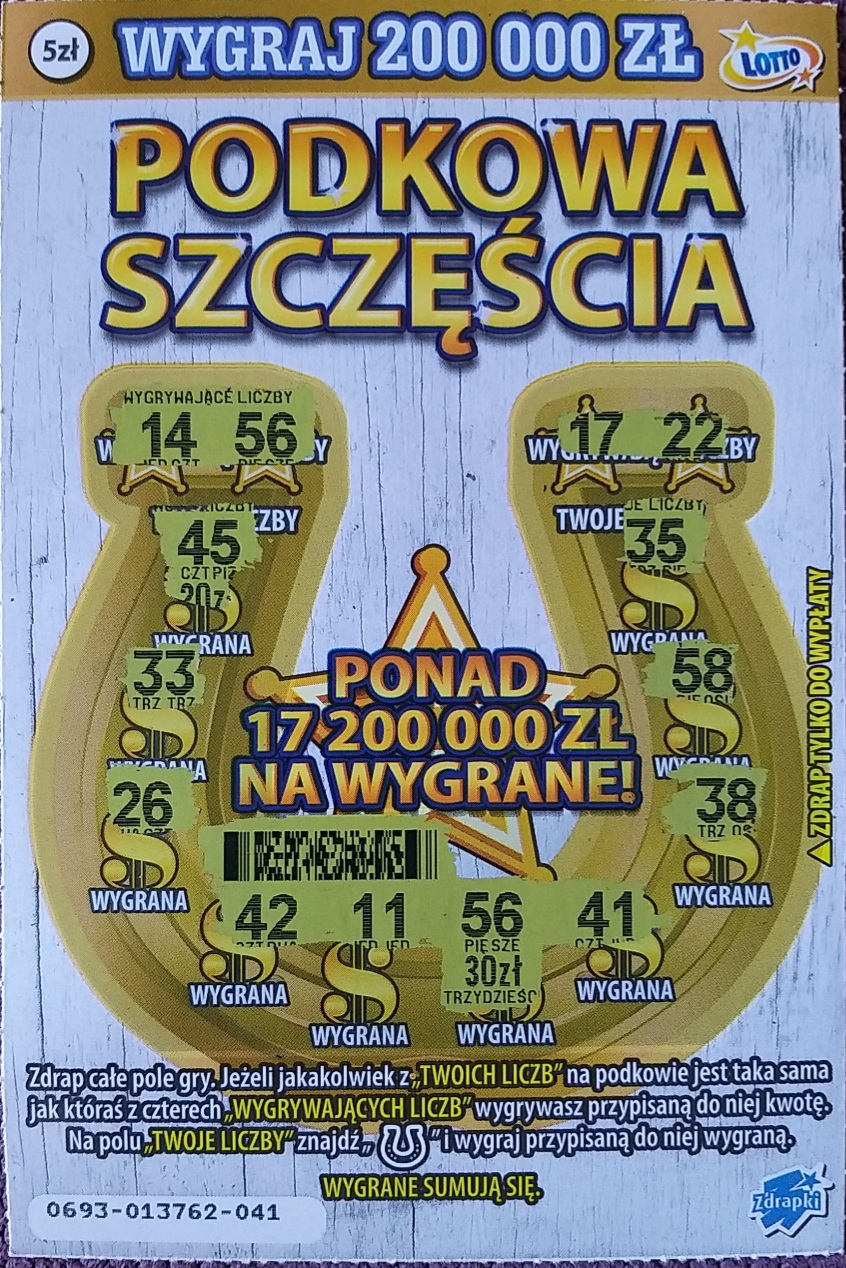 5zł WYGRAJ 200 000 ZŁ LOTTO
PODKOWA
SZCZĘŚCIA
WYGRYWAJĄCE LICZBY
14 56 17 22
TWOJE
45 35
20zł
WYGRANA
33 58
TRZ TRZ
26 38
WYGRANA WYGRANA
PONAD
17 200 000 ZŁ
NA WYGRANE!
42 11 56 41
PIE SZE
30zł
WYGRANA WYGRANA WYGRANA WYGRANA
ZDRAP TYLKO DO WYPŁATY
Zdrap całe pole gry. Jeżeli jakakolwiek z „TWOICH LICZB” na podkowie jest taka sama
jak któraś z czterech „WYGRYWAJĄCYCH LICZB” wygrywasz przypisaną do niej kwotę.
Na polu „TWOJE LICZBY” znajdź „ ” i wygraj przypisaną do niej wygraną.
WYGRANE SUMUJĄ SIĘ.
0693-013762-041
Zdrapki